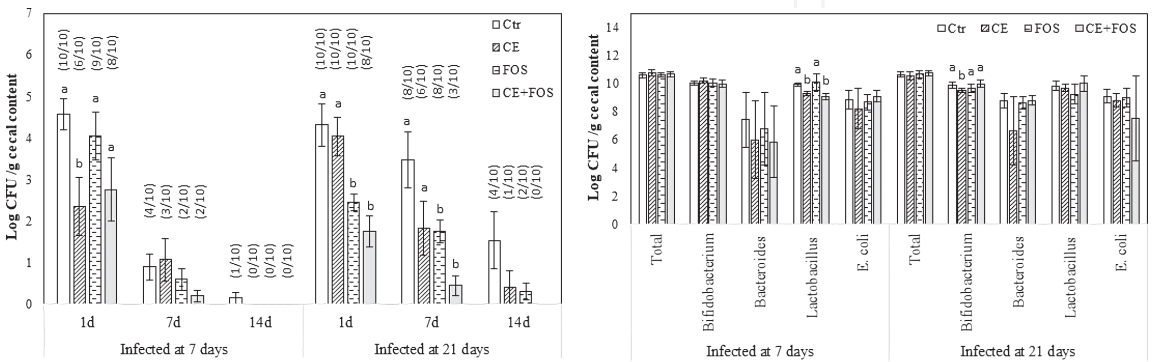 Log CFU /g cecal content
7
6
5
4
3
2
1
0
(10/10)
(6/10)
(9/10)
(8/10)
a
b
a
a
(4/10)
(3/10)
(2/10)
(2/10)
(1/10)
(0/10)
(0/10)
(0/10)
(10/10)
(10/10)
(10/10)
(8/10)
a
a
b
b
(8/10)
(6/10)
(8/10)
(3/10)
a
a
b
b
(4/10)
(1/10)
(2/10)
(0/10)
Ctr
CE
FOS
CE+FOS
1d 7d 14d 1d 7d 14d
Infected at 7 days Infected at 21 days
Log CFU /g cecal content
14
12
10
8
6
4
2
0
Ctr CE FOS CE+FOS
a b a b
a b a a
Total
Bifidobacterium
Bacteroides
Lactobacillus
E. coli
Total
Bifidobacterium
Bacteroides
Lactobacillus
E. coli
Infected at 7 days Infected at 21 days